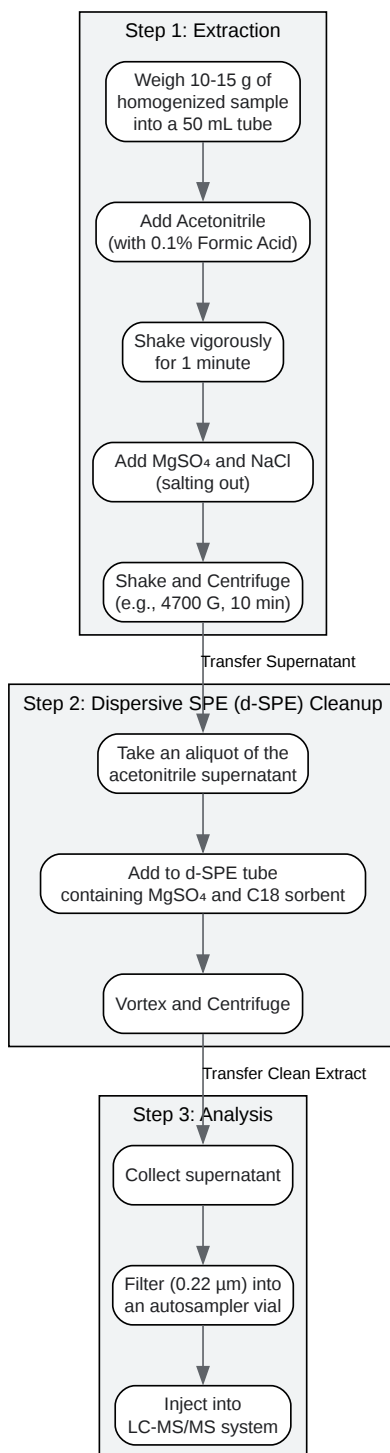 Step 1: Extraction
Weigh 10-15 g of
homogenized sample
into a 50 mL tube
Add Acetonitrile
(with 0.1% Formic Acid)
Shake vigorously
for 1 minute
Add MgSO₄ and NaCl
(salting out)
Shake and Centrifuge
(e.g., 4700 G, 10 min)
Transfer Supernatant
Step 2: Dispersive SPE (d-SPE) Cleanup
Take an aliquot of the
acetonitrile supernatant
Add to d-SPE tube
containing MgSO₄ and C18 sorbent
Vortex and Centrifuge
Transfer Clean Extract
Step 3: Analysis
Collect supernatant
Filter (0.22 µm) into
an autosampler vial
Inject into
LC-MS/MS system